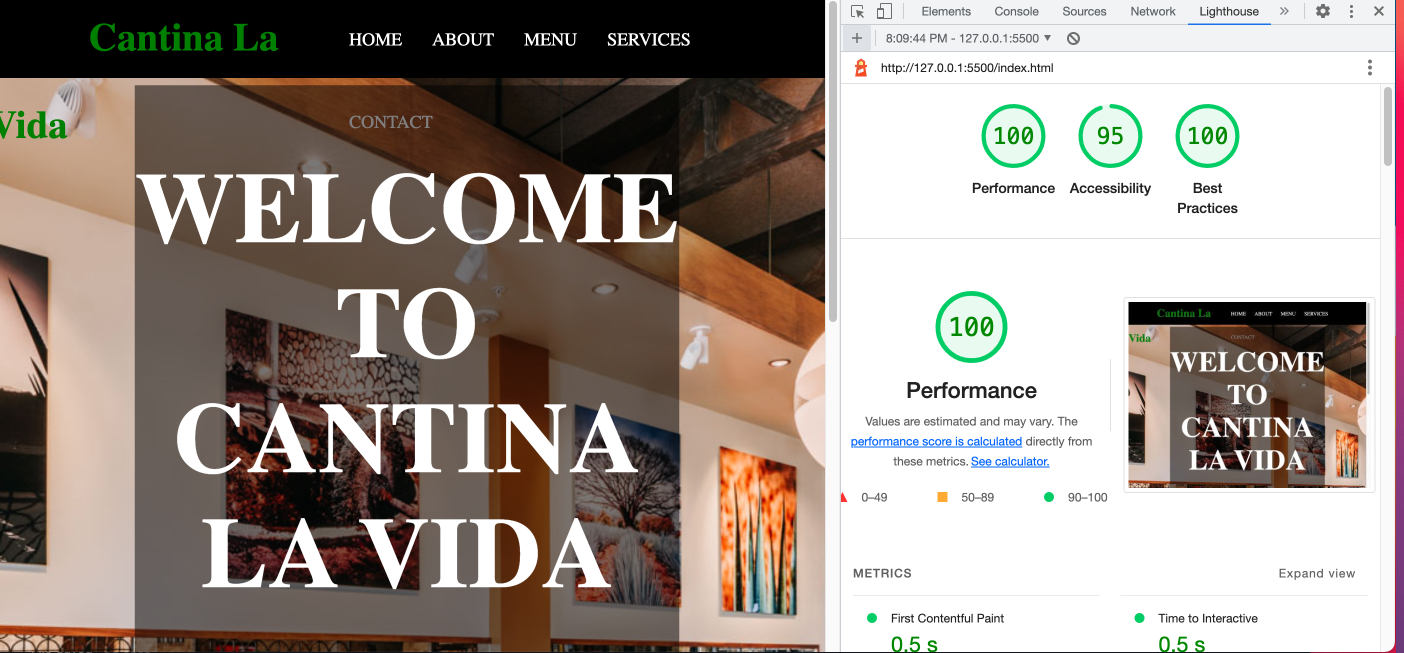 Cantina La
HOME ABOUT MENU SERVICES
Vida
CONTACT
WELCOME
TO
CANTINA
LA VIDA
Elements Console Sources Network Lighthouse
8:09:44 PM - 127.0.0.1:5500
http://127.0.0.1:5500/index.html
100 95 100
Performance Accessibility Best
Practices
100
Performance
Values are estimated and may vary. The
performance score is calculated directly from
these metrics. See calculator.
0–49 50–89 90–100
Cantina La HOME ABOUT MENU SERVICES
Vida CONTACT
WELCOME
TO
CANTINA
LA VIDA
METRICS Expand view
First Contentful Paint Time to Interactive
0.5 s 0.5 s